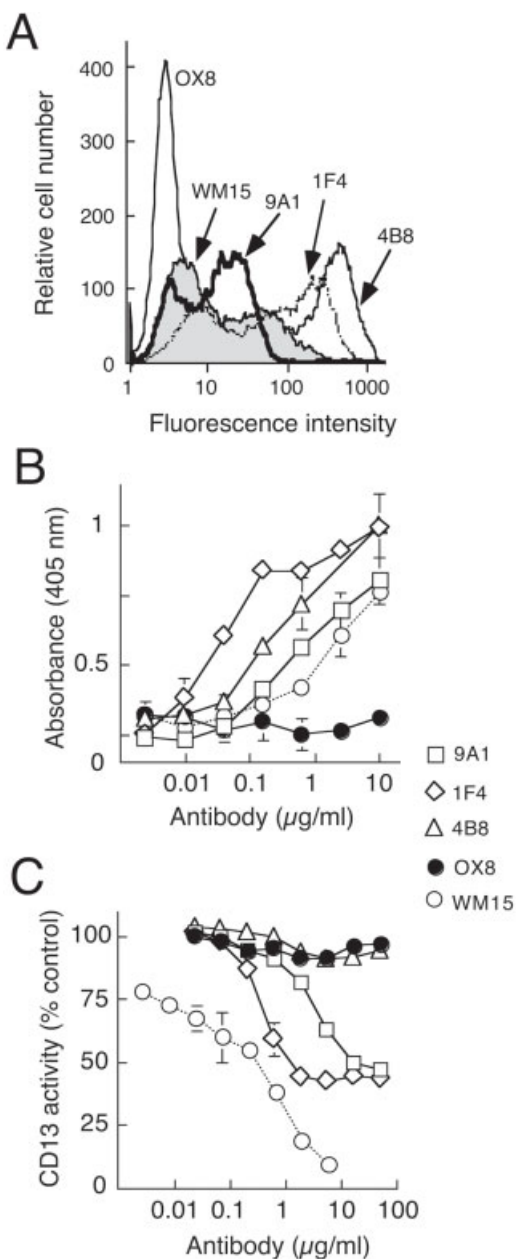 A
Relative cell number
400
300
200
100
0
OX8
WM15
9A1
1F4
4B8
1
10
100
1000
Fluorescence intensity
B
Absorbance (405 nm)
1
0.5
0
0.01
0.1
1
10
Antibody (µg/ml)
9A1
1F4
4B8
OX8
WM15
C
CD13 activity (% control)
100
75
50
25
0
0.01
0.1
1
10
100
Antibody (µg/ml)